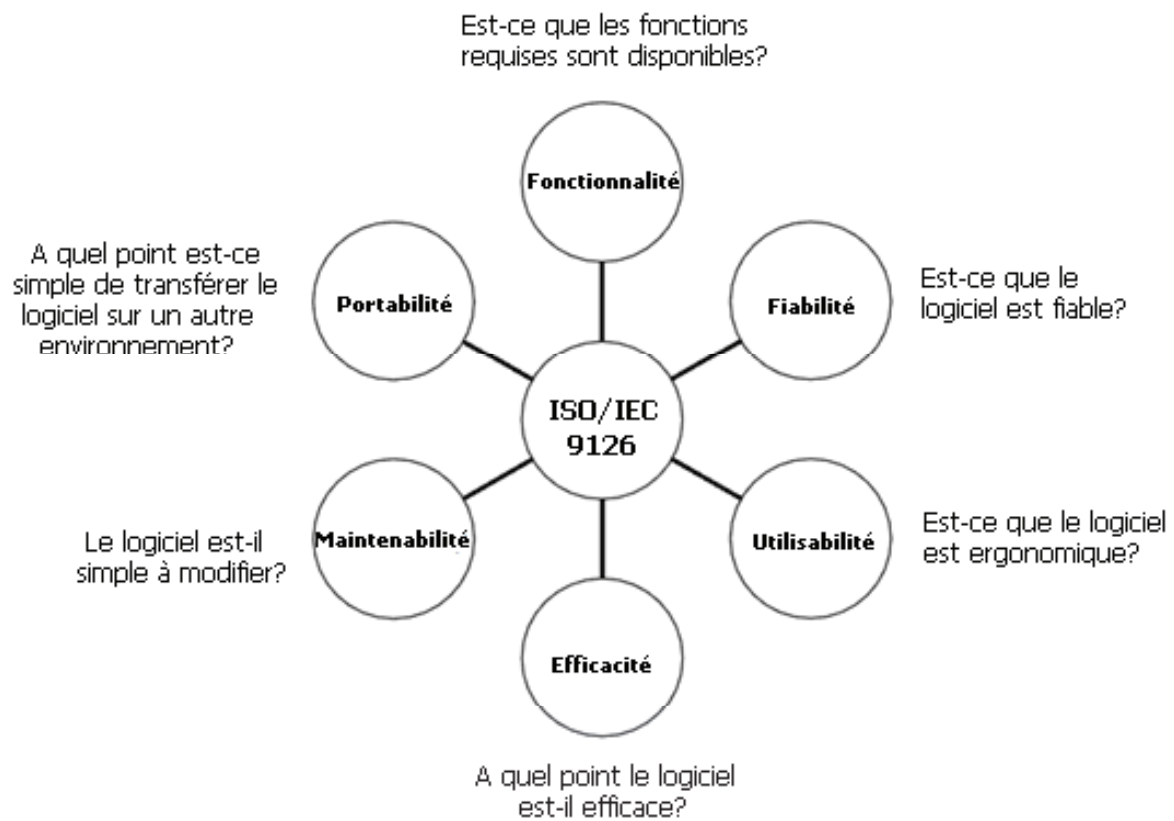 Est-ce que les fonctions
requises sont disponibles?
Fonctionnalité
A quel point est-ce
simple de transférer le
logiciel sur un autre
environnement?
Portabilité
Fiabilité
Est-ce que le
logiciel est fiable?
ISO/IEC
9126
Le logiciel est-il
simple à modifier?
Maintenabilité
Utilisabilité
Est-ce que le logiciel
est ergonomique?
Efficacité
A quel point le logiciel
est-il efficace?